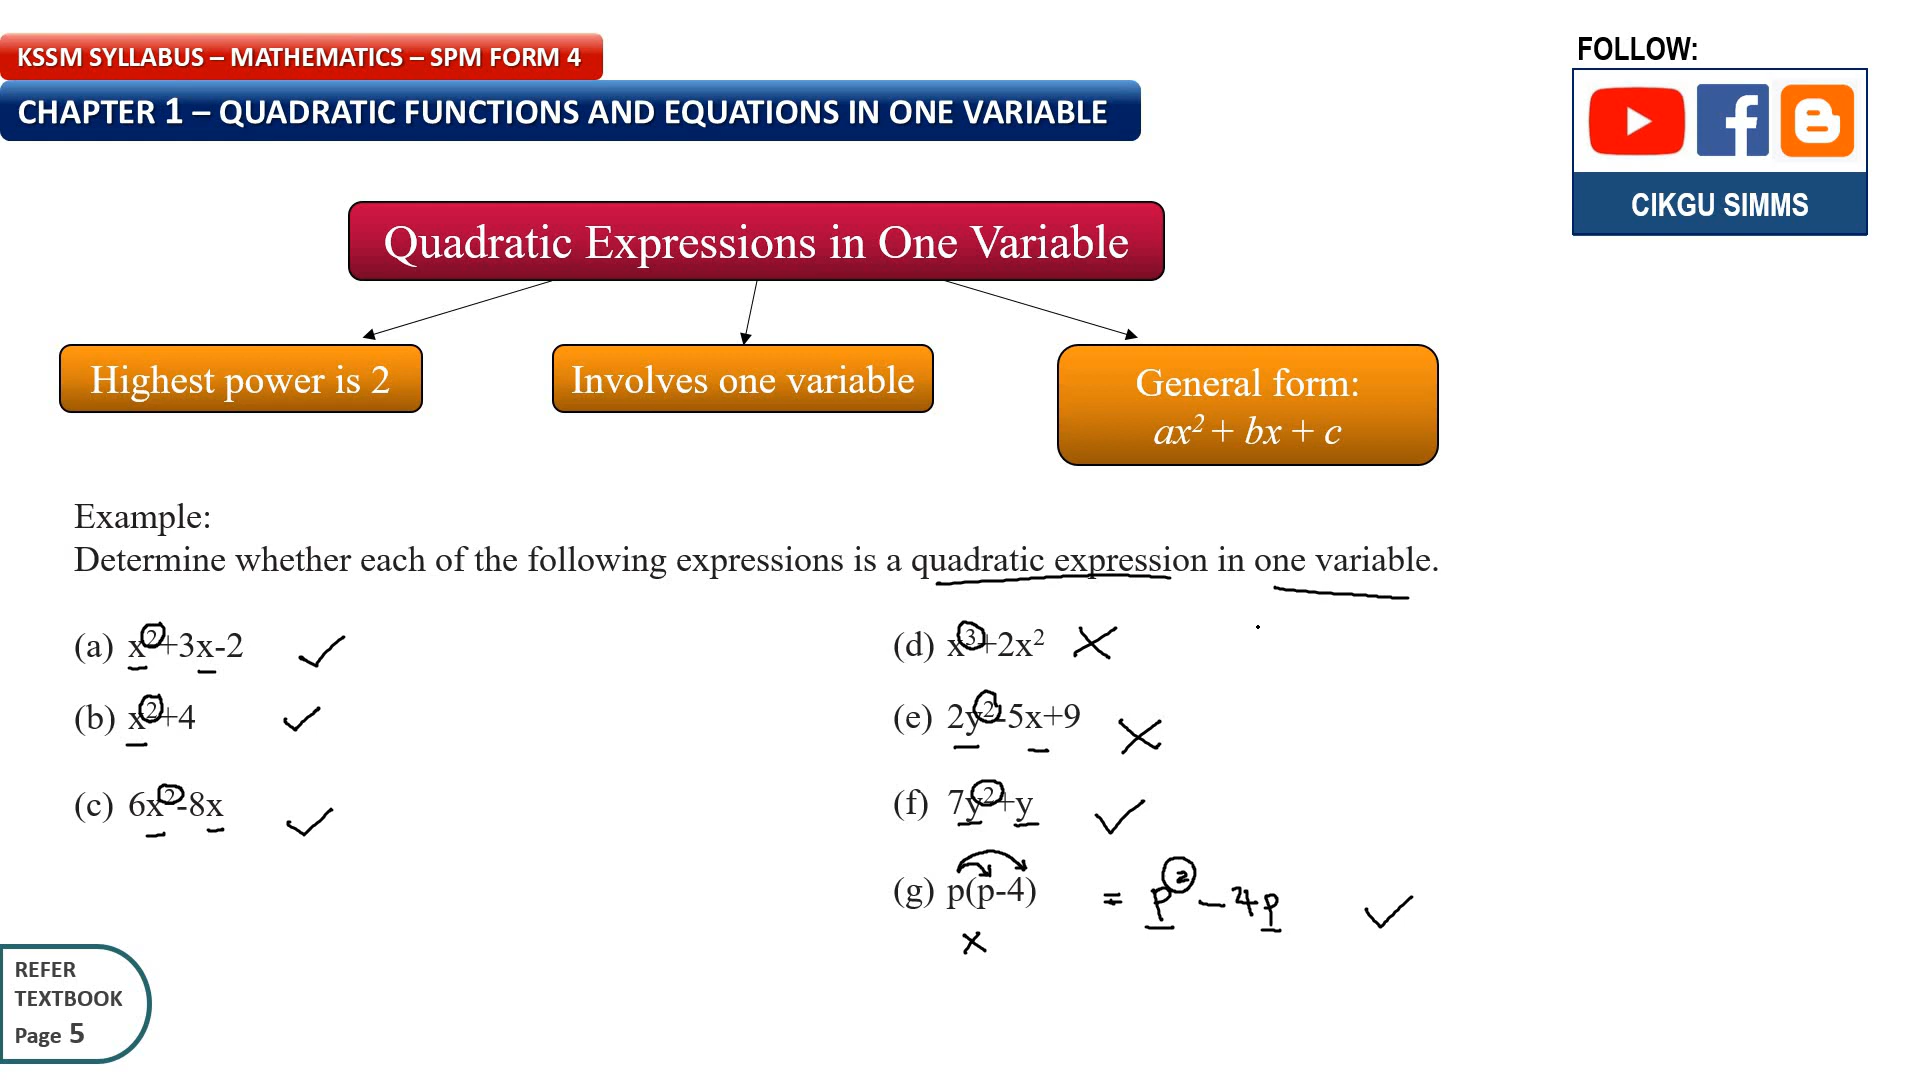 KSSM SYLLABUS – MATHEMATICS – SPM FORM 4
CHAPTER 1 – QUADRATIC FUNCTIONS AND EQUATIONS IN ONE VARIABLE
FOLLOW:
CIKGU SIMMS
Quadratic Expressions in One Variable
Highest power is 2
Involves one variable
General form:
ax² + bx + c
Example:
Determine whether each of the following expressions is a quadratic expression in one variable.
(a) x²+3x-2 ✓
(b) x²+4 ✓
(c) 6x²-8x ✓
(d) x³+2x² ✗
(e) 2y²-5x+9 ✗
(f) 7y²+y ✓
(g) p(p-4) = p² – 4p ✓
×
REFER
TEXTBOOK
Page 5